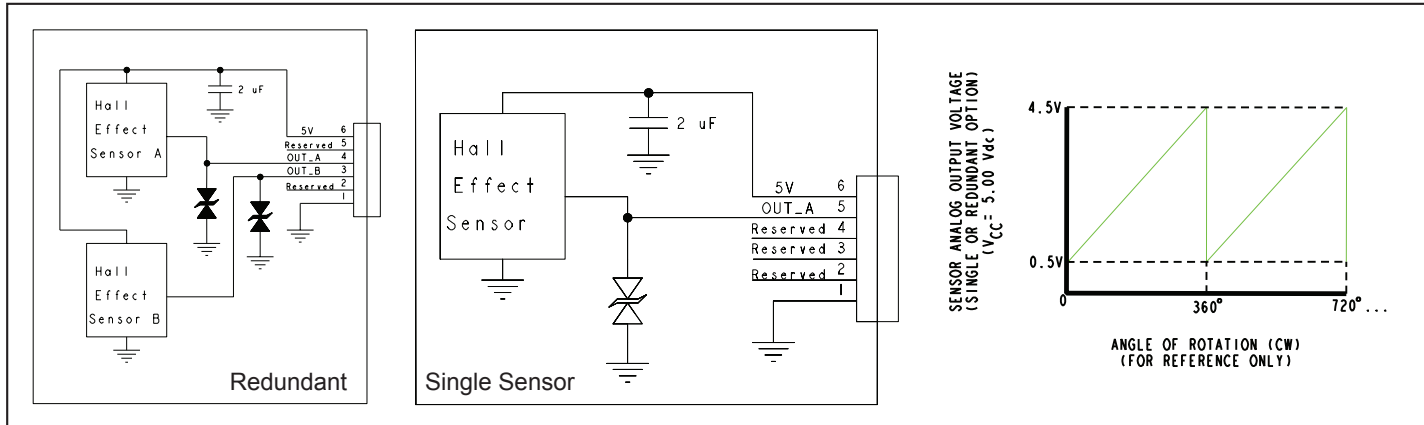 Hall
Effect
Sensor A
2 uF
5V 6
Reserved 5
OUT_A 4
OUT_B 3
Reserved 2
1
Hall
Effect
Sensor B
Redundant
Hall
Effect
Sensor
2 uF
5V 6
OUT_A 5
Reserved 4
Reserved 3
Reserved 2
1
Single Sensor
SENSOR ANALOG OUTPUT VOLTAGE
(SINGLE OR REDUNDANT OPTION)
(VCC = 5.00 Vdc)
4.5V
0.5V
0
360°
720°...
ANGLE OF ROTATION (CW)
(FOR REFERENCE ONLY)